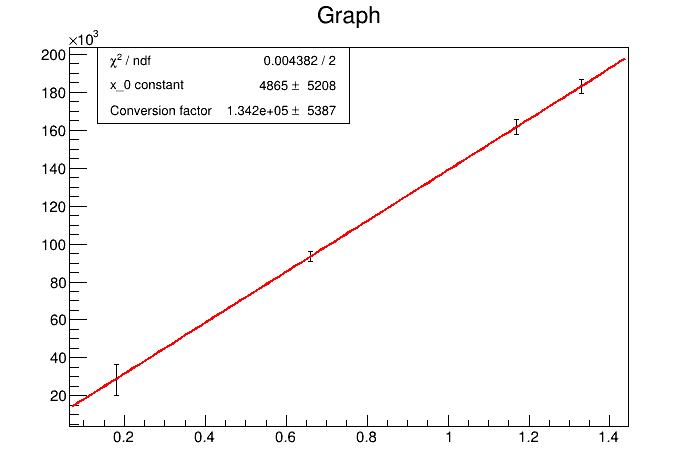 Graph
×10³
χ² / ndf 0.004382 / 2
x_0 constant 4865 ± 5208
Conversion factor 1.342e+05 ± 5387
200
180
160
140
120
100
80
60
40
20
0.2 0.4 0.6 0.8 1 1.2 1.4